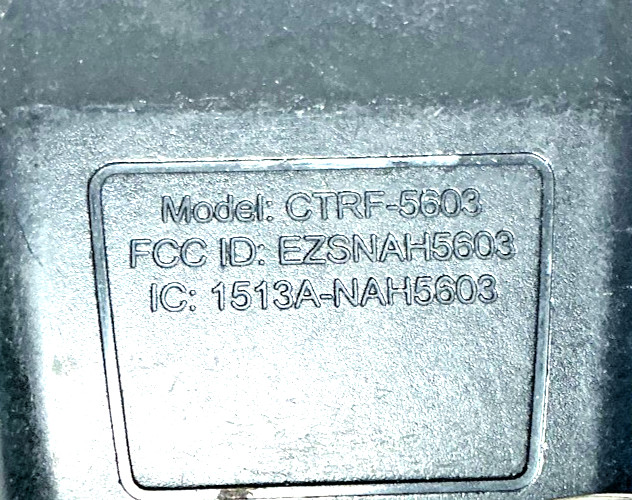 Model: CTRF-5603
FCC ID: EZSNAH5603
IC: 1513A-NAH5603